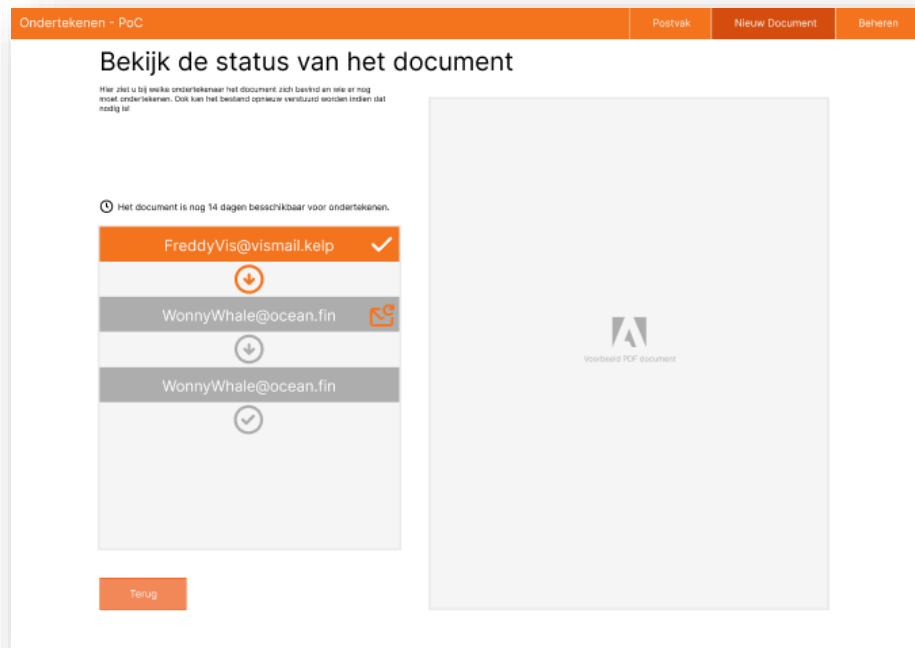 Ondertekenen - PoC
Postvak
Nieuw Document
Beheren
Bekijk de status van het document
Hier ziet u bij welke ondertekenaar het document zich bevind en wie er nog
moet ondertekenen. Ook kan het bestand opnieuw verstuurd worden indien dat
nodig is!
Het document is nog 14 dagen besschikbaar voor ondertekenen.
FreddyVis@vismail.kelp
WonnyWhale@ocean.fin
WonnyWhale@ocean.fin
Voorbeeld PDF document
Terug